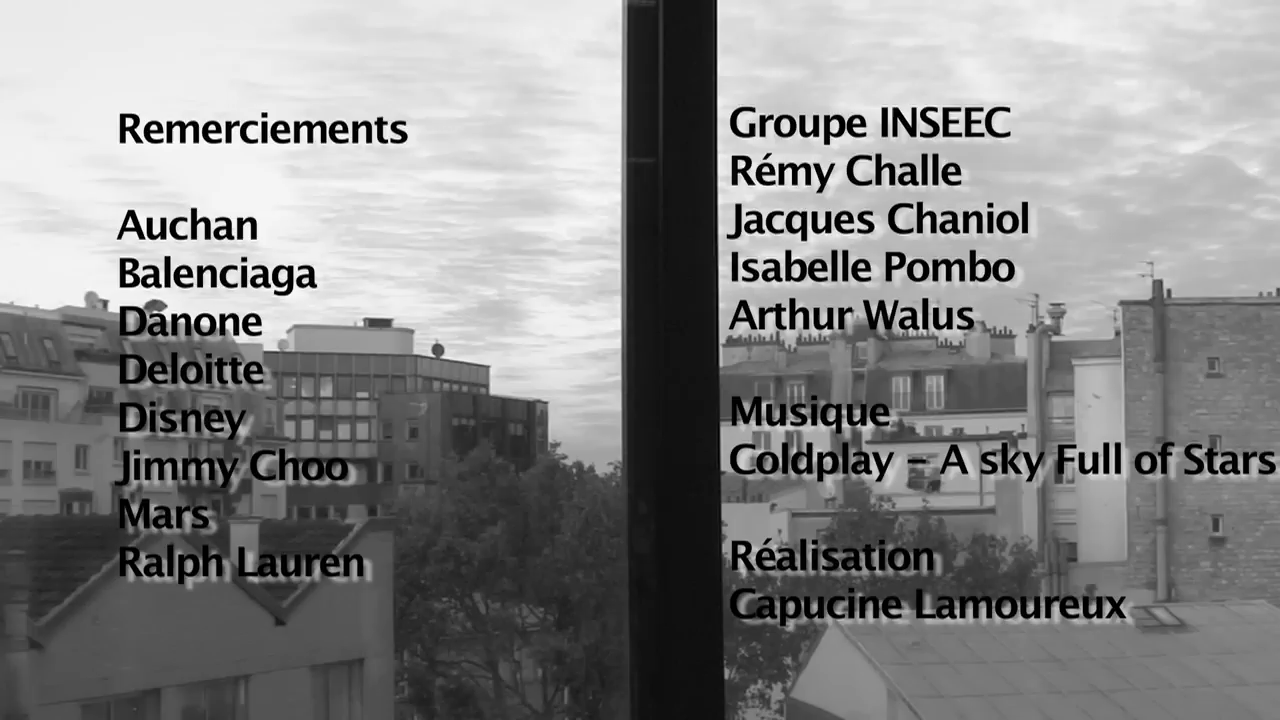 Remerciements
Auchan
Balenciaga
Danone
Deloitte
Disney
Jimmy Choo
Mars
Ralph Lauren
Groupe INSEEC
Rémy Challe
Jacques Chaniol
Isabelle Pombo
Arthur Walus
Musique
Coldplay – A sky Full of Stars
Réalisation
Capucine Lamoureux